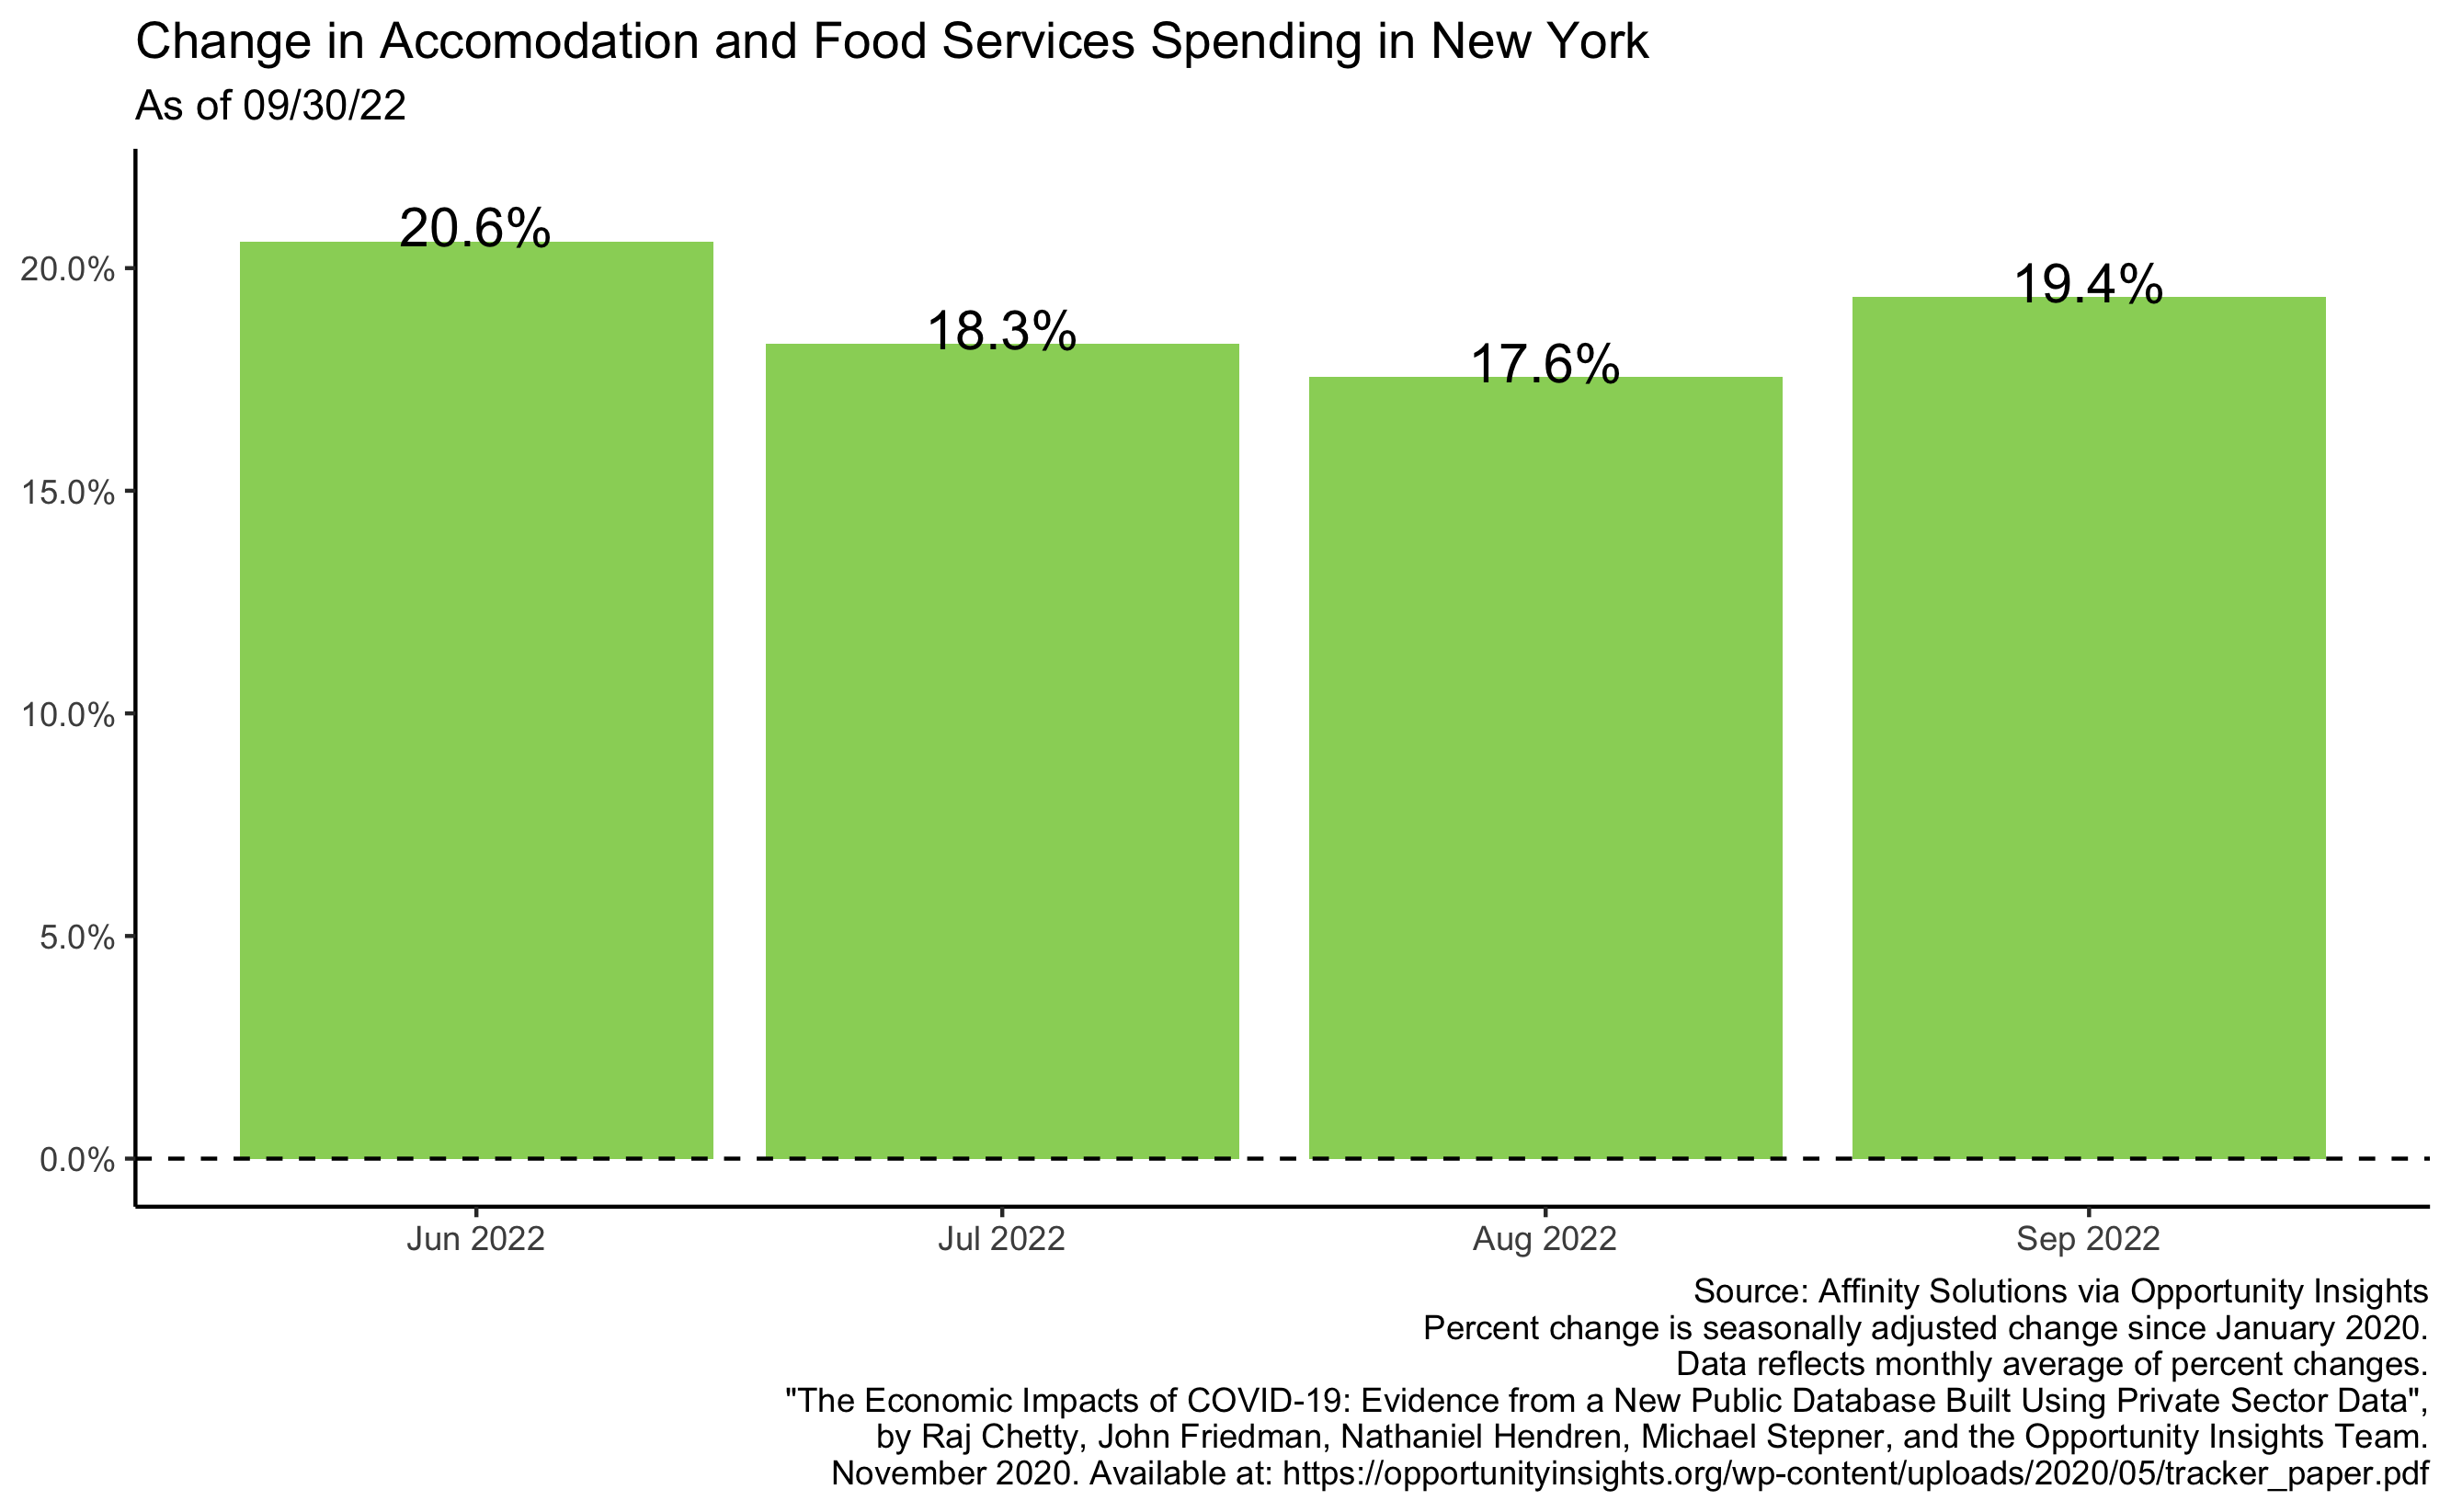 Change in Accomodation and Food Services Spending in New York
As of 09/30/22
20.6%
18.3%
17.6%
19.4%
20.0%
15.0%
10.0%
5.0%
0.0%
Jun 2022
Jul 2022
Aug 2022
Sep 2022
Source: Affinity Solutions via Opportunity Insights
Percent change is seasonally adjusted change since January 2020.
Data reflects monthly average of percent changes.
"The Economic Impacts of COVID-19: Evidence from a New Public Database Built Using Private Sector Data",
by Raj Chetty, John Friedman, Nathaniel Hendren, Michael Stepner, and the Opportunity Insights Team.
November 2020. Available at: https://opportunityinsights.org/wp-content/uploads/2020/05/tracker_paper.pdf